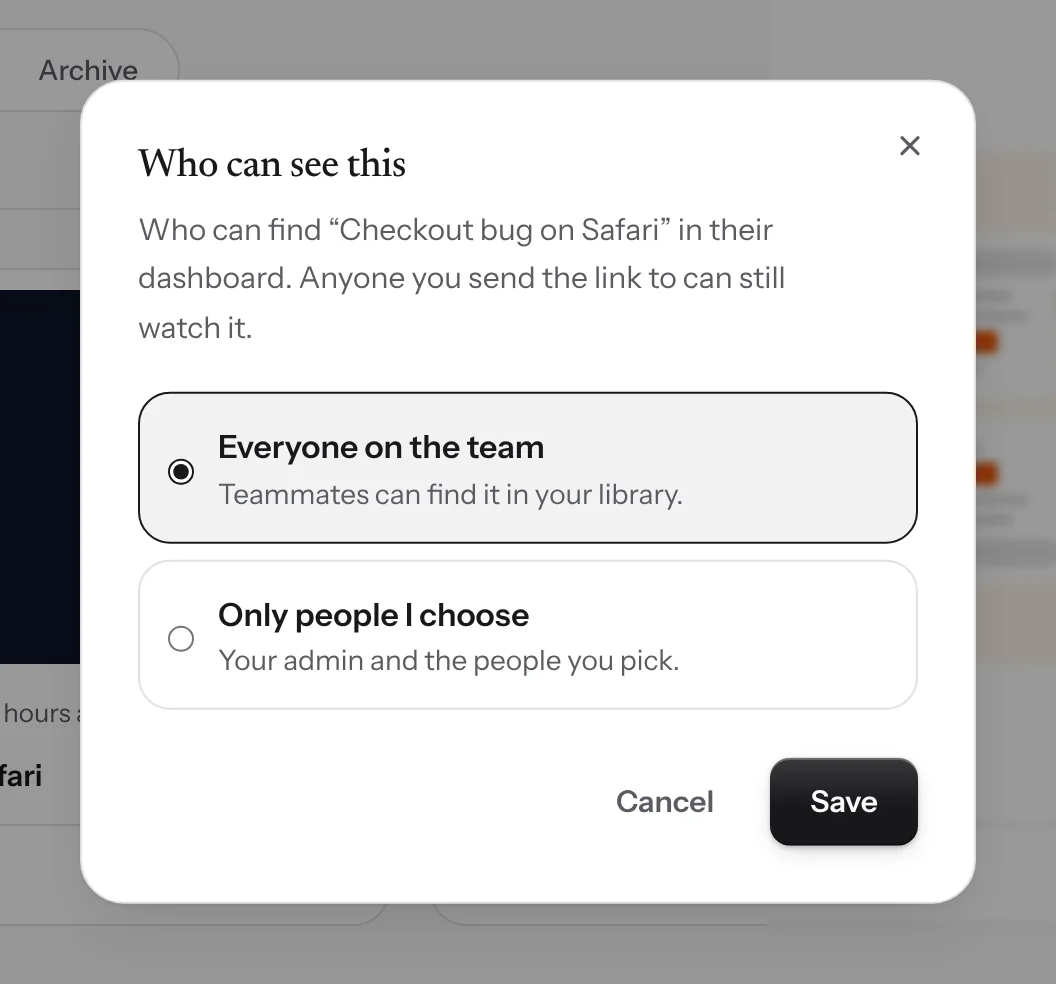 Archive
Who can see this
Who can find “Checkout bug on Safari” in their
dashboard. Anyone you send the link to can still
watch it.
Everyone on the team
Teammates can find it in your library.
Only people I choose
Your admin and the people you pick.
hours
fari
Cancel
Save